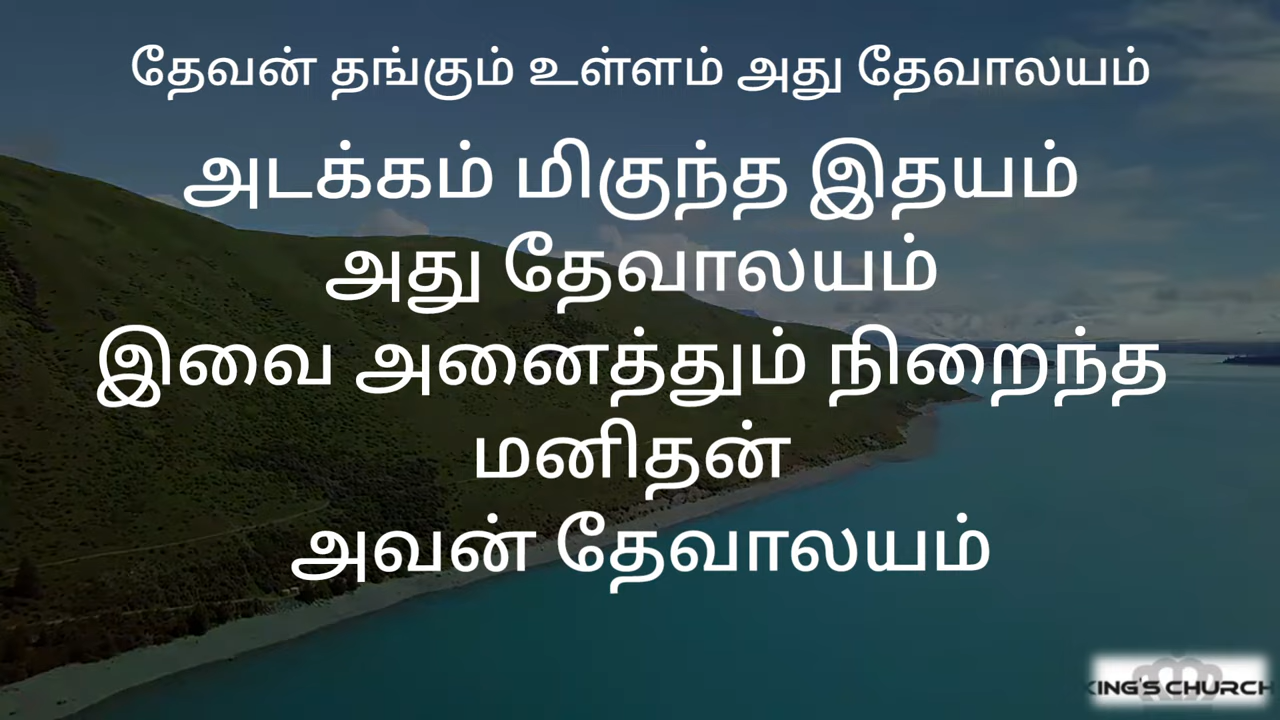 தேவன் தங்கும் உள்ளம் அது தேவாலயம்
அடக்கம் மிகுந்த இதயம்
அது தேவாலயம்
இவை அனைத்தும் நிறைந்த
மனிதன்
அவன் தேவாலயம்
KING'S CHURCH